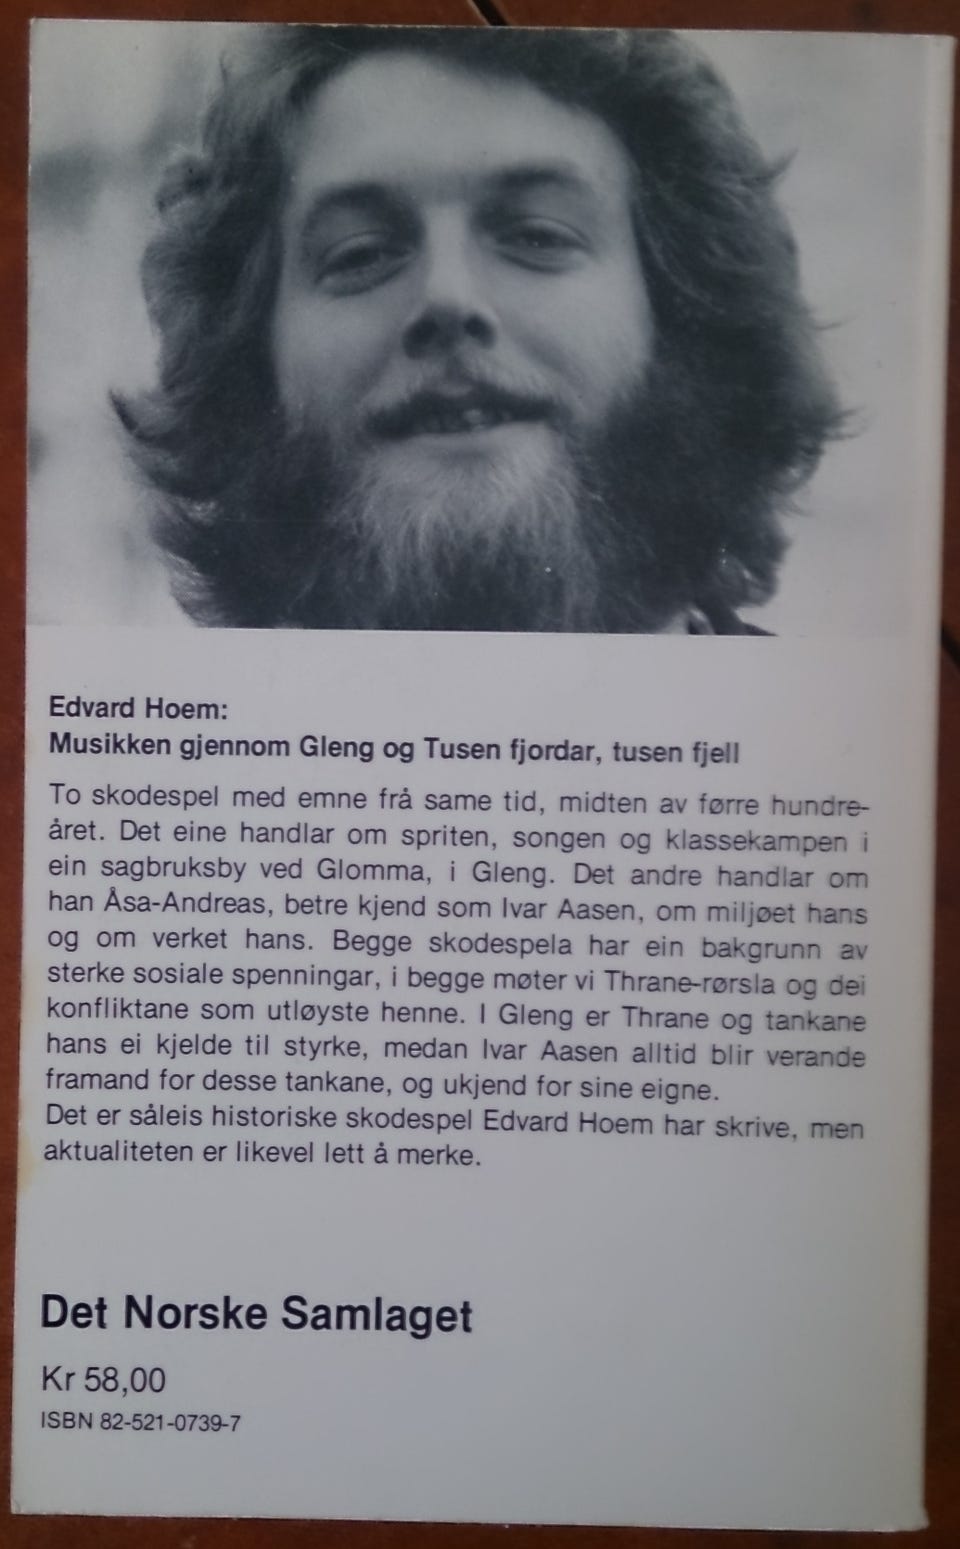 Edvard Hoem:
Musikken gjennom Gleng og Tusen fjordar, tusen fjell
To skodespel med emne frå same tid, midten av førre hundre-
året. Det eine handlar om spriten, songen og klassekampen i
ein sagbruksby ved Glomma, i Gleng. Det andre handlar om
han Åsa-Andreas, betre kjend som Ivar Aasen, om miljøet hans
og om verket hans. Begge skodespela har ein bakgrunn av
sterke sosiale spenningar, i begge møter vi Thrane-rørsla og dei
konfliktane som utløyste henne. I Gleng er Thrane og tankane
hans ei kjelde til styrke, medan Ivar Aasen alltid blir verande
framand for desse tankane, og ukjend for sine eigne.
Det er såleis historiske skodespel Edvard Hoem har skrive, men
aktualiteten er likevel lett å merke.
Det Norske Samlaget
Kr 58,00
ISBN 82-521-0739-7